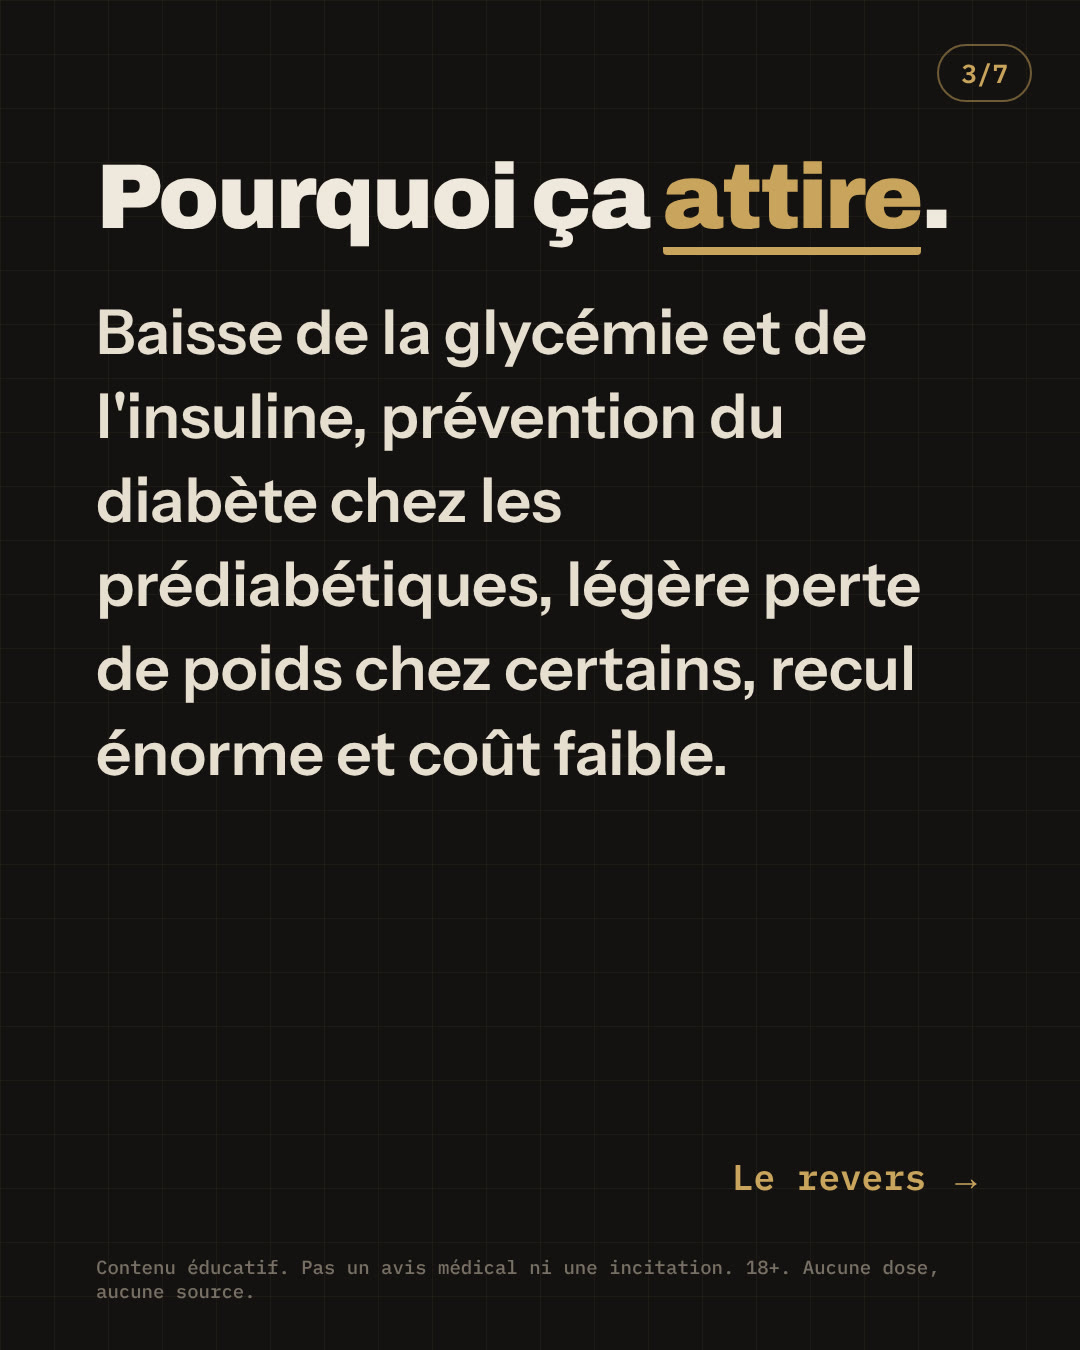 3/7
Pourquoi ça attire.
Baisse de la glycémie et de
l'insuline, prévention du
diabète chez les
prédiabétiques, légère perte
de poids chez certains, recul
énorme et coût faible.
Le revers →
Contenu éducatif. Pas un avis médical ni une incitation. 18+. Aucune dose,
aucune source.